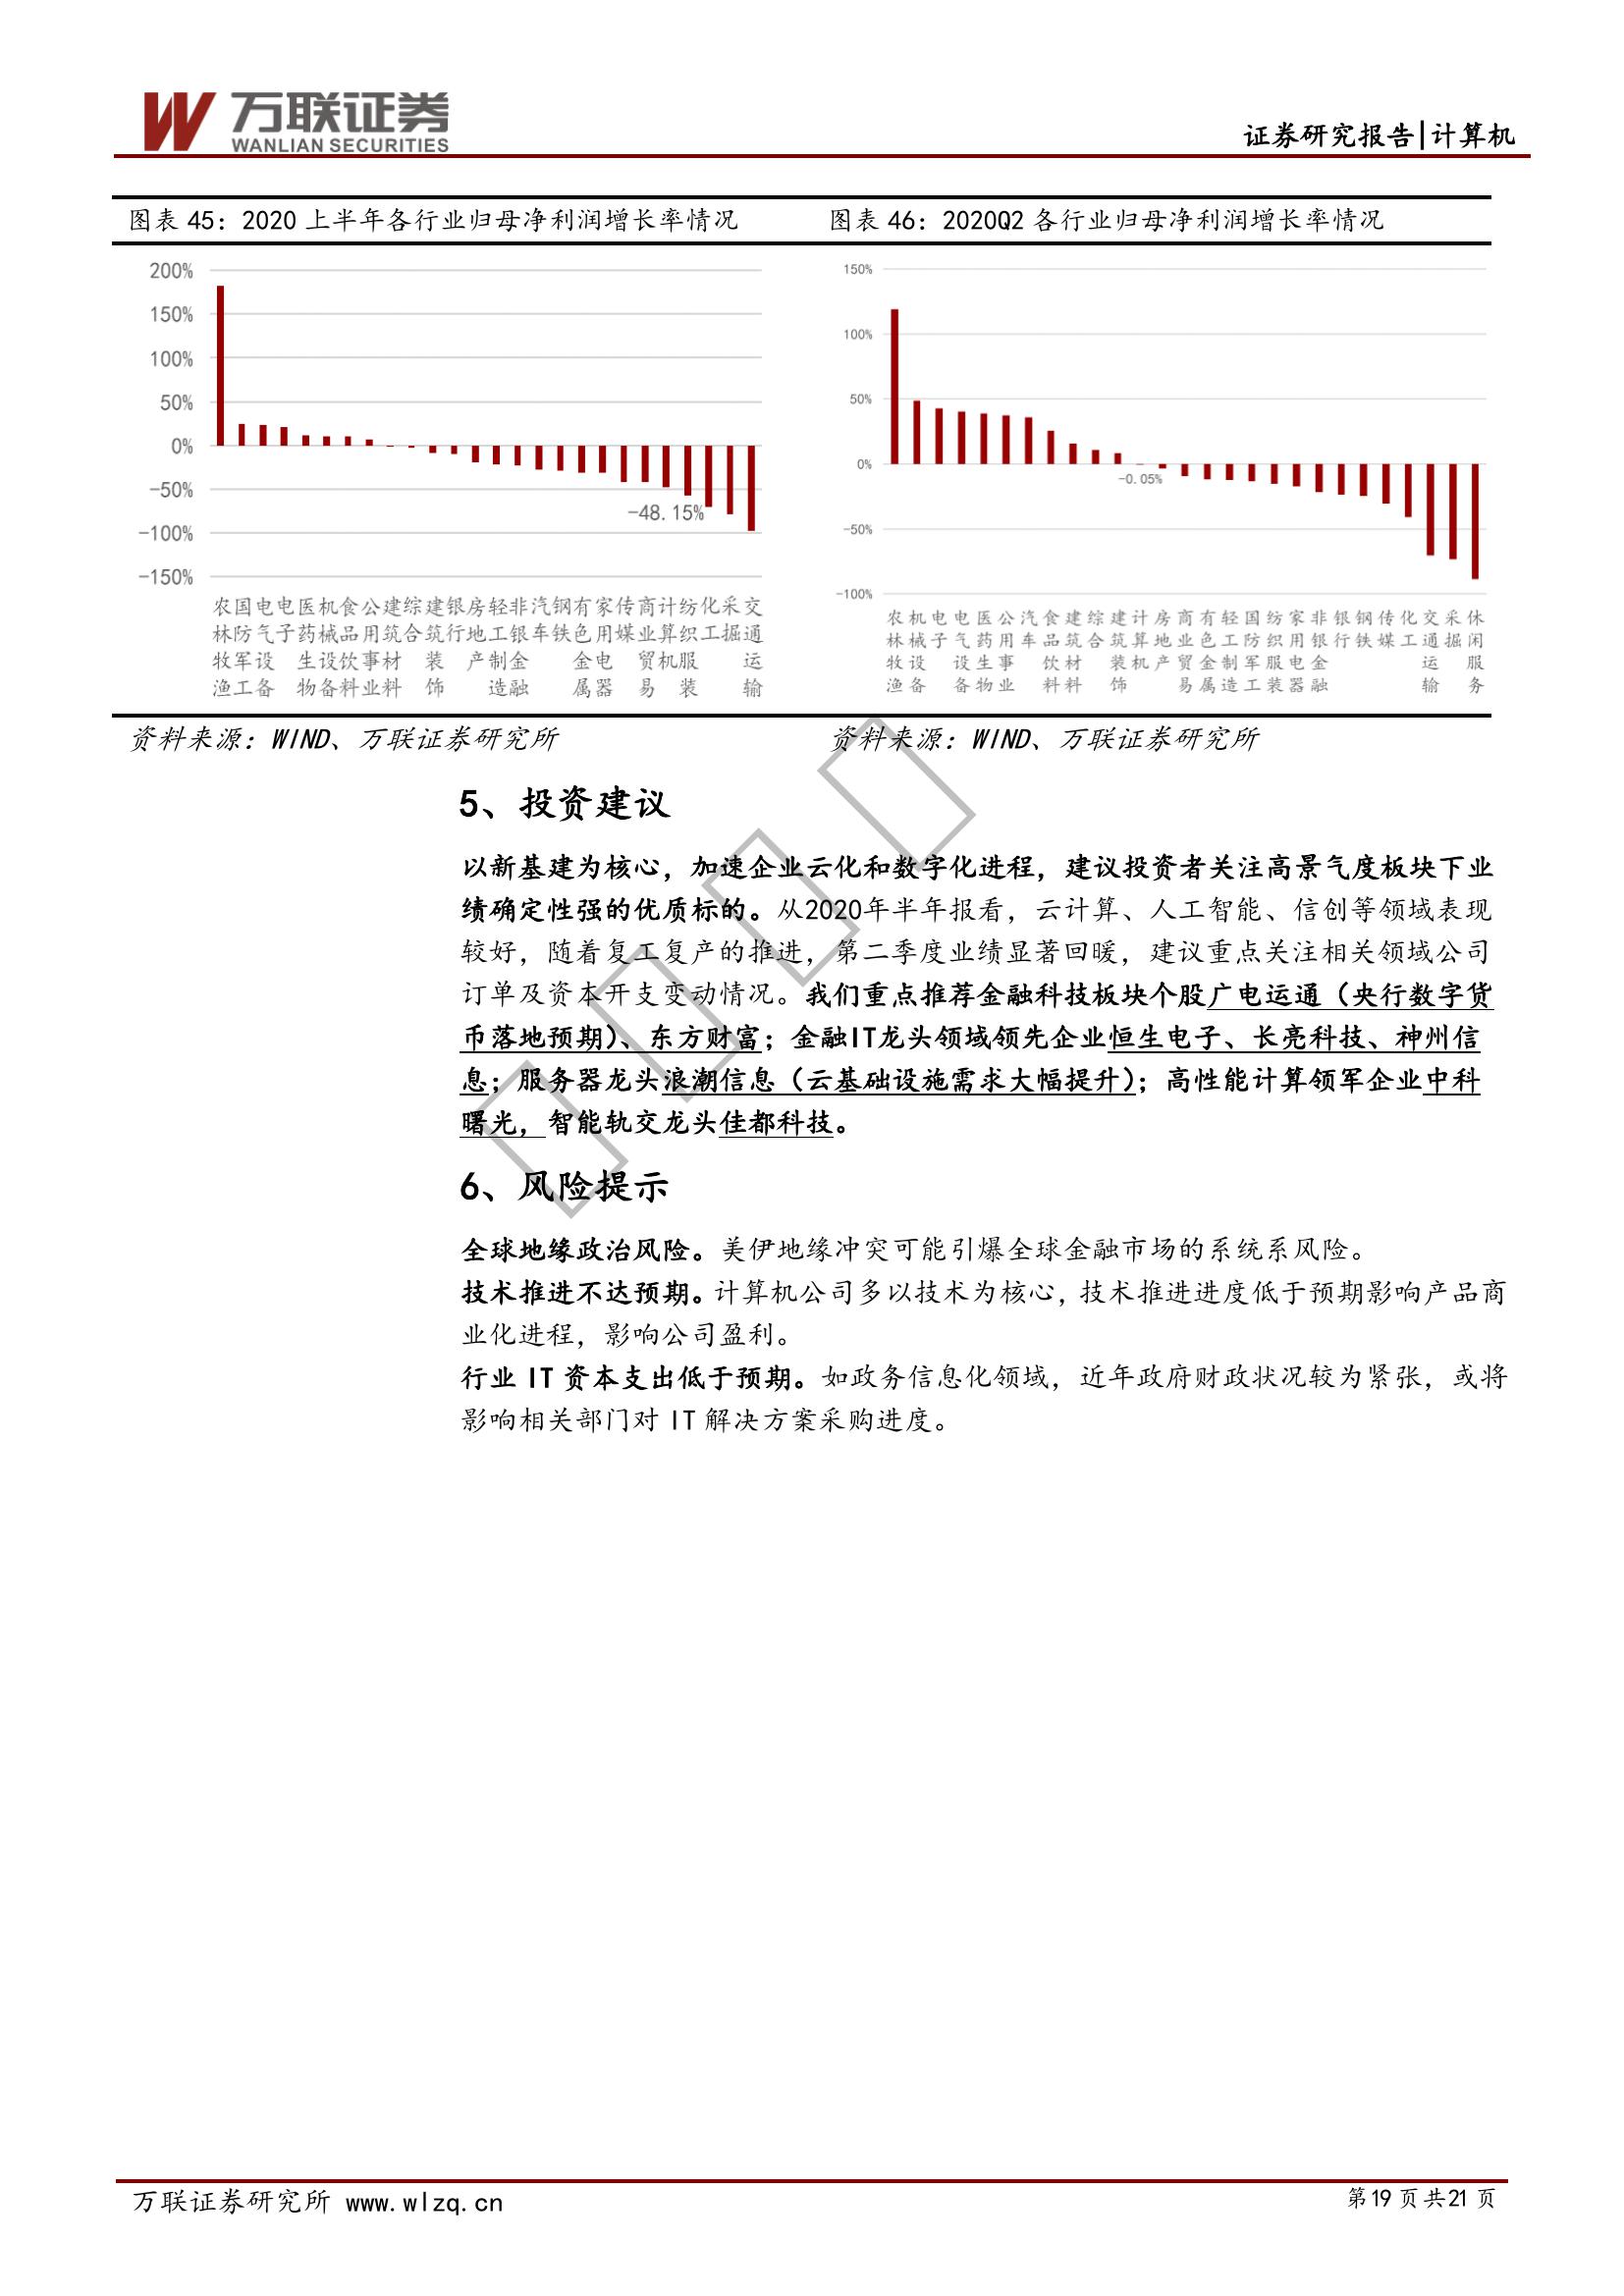 万联证券
WANLIAN SECURITIES
证券研究报告|计算机
图表 45：2020 上半年各行业归母净利润增长率情况
200%
150%
100%
50%
0%
-50%
-100%
-150%
-48.15%
农林牧渔
国防军工
电气设备
电子
医药生物
机械设备
食品饮料
公用事业
建筑材料
综合
建筑装饰
银行
房地产
轻工制造
非银金融
汽车
钢铁
有色金属
家用电器
传媒
商业贸易
计算机
纺织服装
化工
采掘
交通运输
资料来源：WIND、万联证券研究所
图表 46：2020Q2 各行业归母净利润增长率情况
150%
100%
50%
0%
-50%
-100%
-0.05%
农林牧渔
机械设备
电子
电气设备
医药生物
公用事业
汽车
食品饮料
建筑材料
综合
建筑装饰
计算机
房地产
商业贸易
有色金属
轻工制造
国防军工
纺织服装
家用电器
非银金融
银行
钢铁
传媒
化工
交通运输
采掘
休闲服务
资料来源：WIND、万联证券研究所
5、投资建议
以新基建为核心，加速企业云化和数字化进程，建议投资者关注高景气度板块下业
绩确定性强的优质标的。从2020年半年报看，云计算、人工智能、信创等领域表现
较好，随着复工复产的推进，第二季度业绩显著回暖，建议重点关注相关领域公司
订单及资本开支变动情况。我们重点推荐金融科技板块个股广电运通（央行数字货
币落地预期）、东方财富；金融IT龙头领域领先企业恒生电子、长亮科技、神州信
息；服务器龙头浪潮信息（云基础设施需求大幅提升）；高性能计算领军企业中科
曙光，智能轨交龙头佳都科技。
6、风险提示
全球地缘政治风险。美伊地缘冲突可能引爆全球金融市场的系统系风险。
技术推进不达预期。计算机公司多以技术为核心，技术推进进度低于预期影响产品商
业化进程，影响公司盈利。
行业 IT 资本支出低于预期。如政务信息化领域，近年政府财政状况较为紧张，或将
影响相关部门对 IT 解决方案采购进度。
万联证券研究所 www.wlzq.cn
第19 页 共21 页